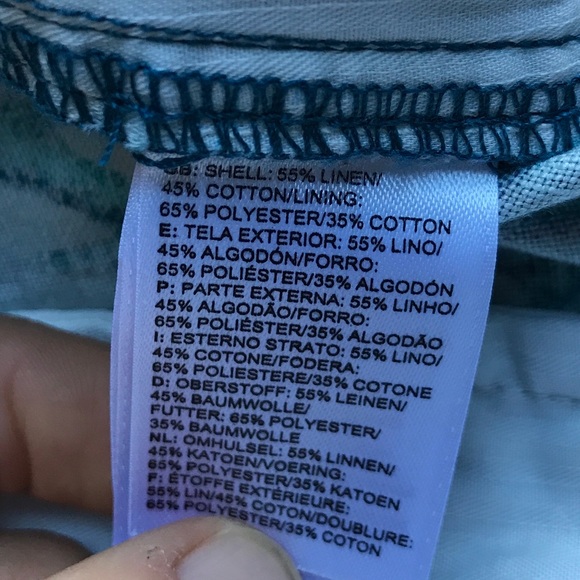 GB: SHELL: 55% LINEN/
45% COTTON/LINING:
65% POLYESTER/35% COTTON
E: TELA EXTERIOR: 55% LINO/
45% ALGODÓN/FORRO:
65% POLIÉSTER/35% ALGODÓN
P: PARTE EXTERNA: 55% LINHO/
45% ALGODÃO/FORRO:
65% POLIÉSTER/35% ALGODÃO
I: ESTERNO STRATO: 55% LINO/
45% COTONE/FODERA:
65% POLIESTERE/35% COTONE
D: OBERSTOFF: 55% LEINEN/
45% BAUMWOLLE/
FUTTER: 65% POLYESTER/
35% BAUMWOLLE
NL: OMHULSEL: 55% LINNEN/
45% KATOEN/VOERING:
65% POLYESTER/35% KATOEN
F: ÉTOFFE EXTÉRIEURE:
55% LIN/45% COTON/DOUBLURE:
65% POLYESTER/35% COTON